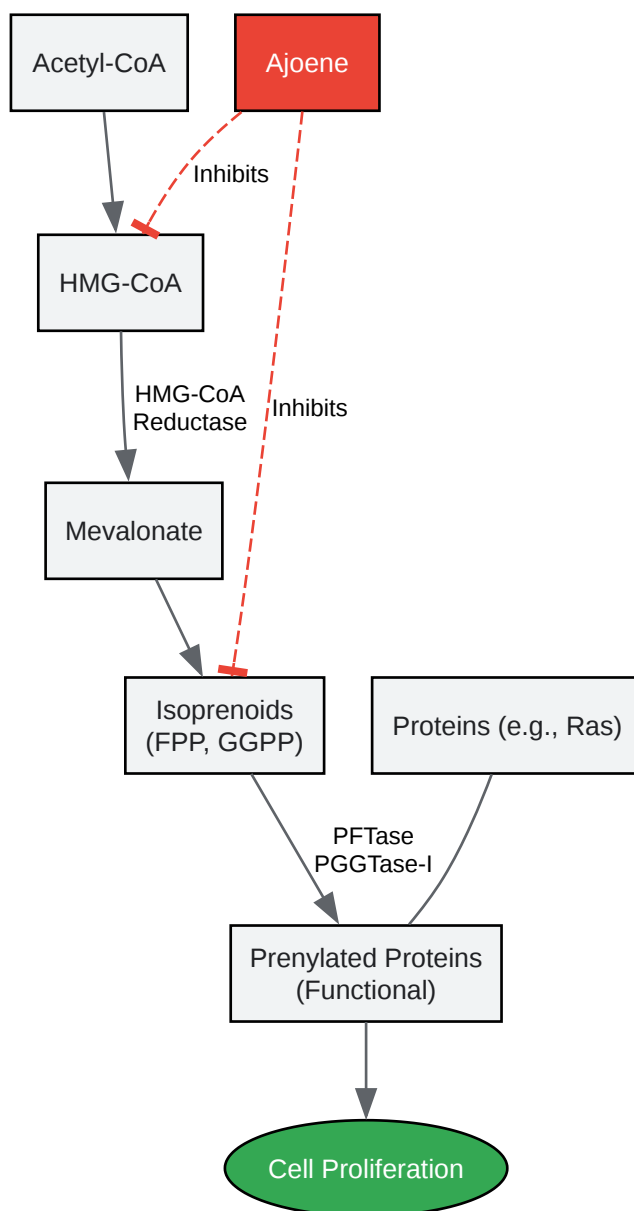 Acetyl-CoA
Ajoene
Inhibits
HMG-CoA
HMG-CoA
Reductase
Inhibits
Mevalonate
Isoprenoids
(FPP, GGPP)
Proteins (e.g., Ras)
PFTase
PGGTase-I
Prenylated Proteins
(Functional)
Cell Proliferation